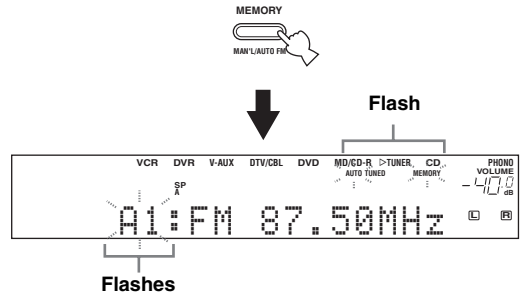 MEMORY
MAN'L/AUTO FM
Flash
VCR DVR V-AUX DTV/CBL DVD MD/CD-R ▷TUNER CD PHONO
AUTO TUNED MEMORY VOLUME
SP
A
-40.0
dB
A1:FM 87.50MHz L R
Flashes